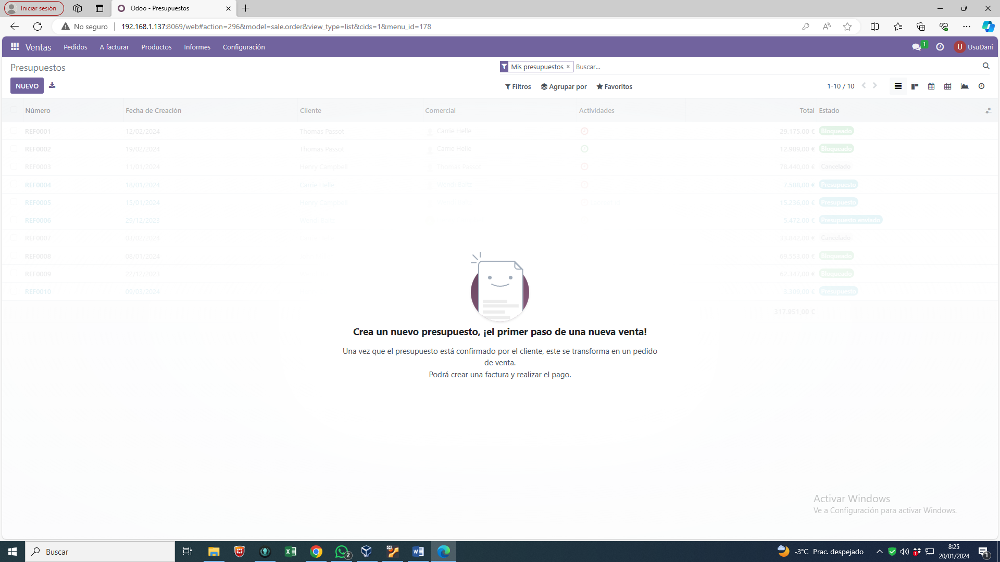 Iniciar sesión
Odoo - Presupuestos
No seguro
192.168.1.137:8069/web#action=296&model=sale.order&view_type=list&cids=1&menu_id=178
Ventas Pedidos A facturar Productos Informes Configuración
1
U UsuDani
Presupuestos
Mis presupuestos × Buscar...
NUEVO
Filtros Agrupar por Favoritos
1-10 / 10
Número Fecha de Creación Cliente Comercial Actividades Total Estado
REF0001 12/02/2024 Thomas Passot Carrie Helle 29.175,00 € Bloqueado
REF0002 19/02/2024 Thomas Passot Carrie Helle 12.989,00 € Bloqueado
REF0003 11/01/2024 Henry Campbell Thomas Passot 78.440,00 € Cancelado
REF0004 18/01/2024 Carrie Helle Wendi Baltz 7.588,00 € Presupuesto
REF0005 15/01/2024 Henry Campbell 15.236,00 € Presupuesto
REF0006 29/12/2023 Wendi Baltz 5.472,00 € Presupuesto enviado
REF0007 03/02/2024 33.842,00 € Cancelado
REF0008 08/01/2024 69.553,00 € Bloqueado
REF0009 22/12/2023 62.347,00 € Bloqueado
REF0010 09/03/2024 3.309,00 € Presupuesto
317.951,00 €
Crea un nuevo presupuesto, ¡el primer paso de una nueva venta!
Una vez que el presupuesto está confirmado por el cliente, este se transforma en un pedido
de venta.
Podrá crear una factura y realizar el pago.
Activar Windows
Ve a Configuración para activar Windows.
Buscar
2
-3°C Prac. despejado
8:25
20/01/2024
1